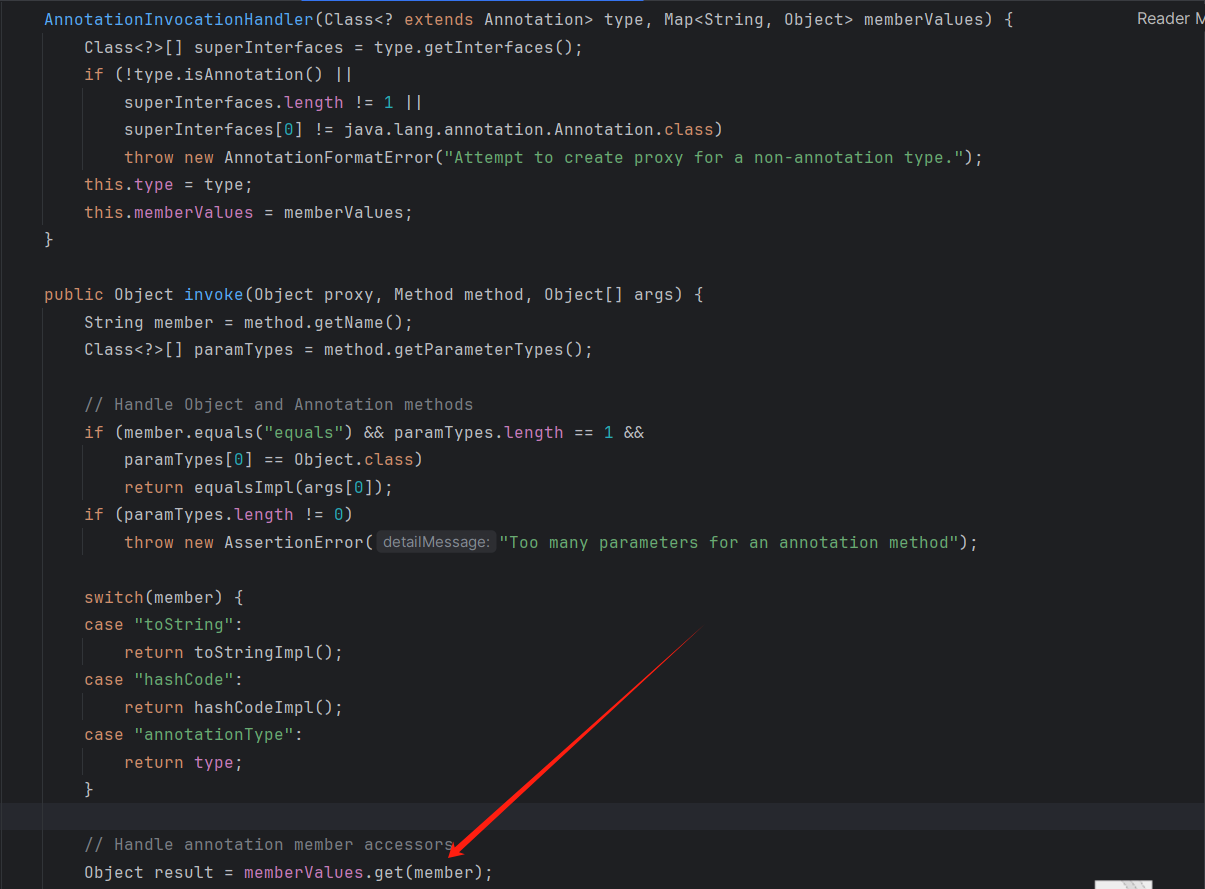 AnnotationInvocationHandler(Class<? extends Annotation> type, Map<String, Object> memberValues) {
Reader M
    Class<?>[] superInterfaces = type.getInterfaces();
    if (!type.isAnnotation() ||
        superInterfaces.length != 1 ||
        superInterfaces[0] != java.lang.annotation.Annotation.class)
        throw new AnnotationFormatError("Attempt to create proxy for a non-annotation type.");
    this.type = type;
    this.memberValues = memberValues;
}
public Object invoke(Object proxy, Method method, Object[] args) {
    String member = method.getName();
    Class<?>[] paramTypes = method.getParameterTypes();
    // Handle Object and Annotation methods
    if (member.equals("equals") && paramTypes.length == 1 &&
        paramTypes[0] == Object.class)
        return equalsImpl(args[0]);
    if (paramTypes.length != 0)
        throw new AssertionError( detailMessage: "Too many parameters for an annotation method");
    switch(member) {
    case "toString":
        return toStringImpl();
    case "hashCode":
        return hashCodeImpl();
    case "annotationType":
        return type;
    }
    // Handle annotation member accessors
    Object result = memberValues.get(member);